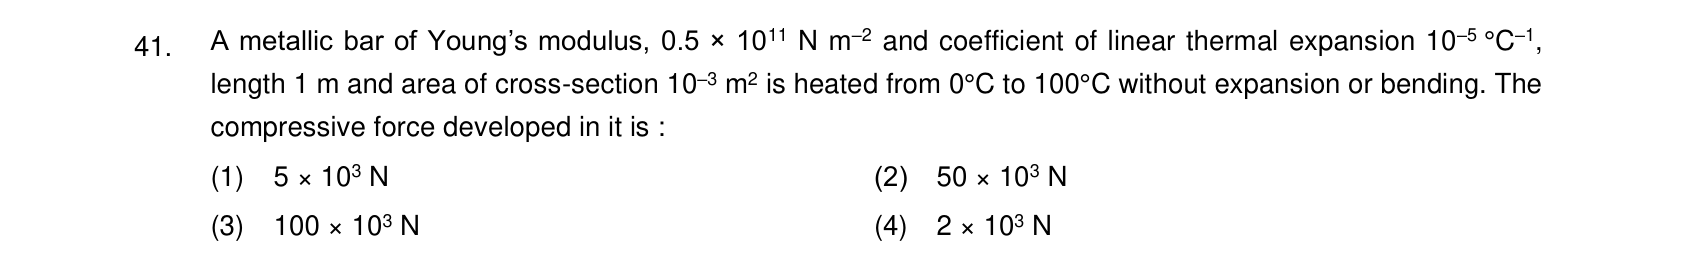 41. A metallic bar of Young's modulus, 0.5 × 10¹¹ N m⁻² and coefficient of linear thermal expansion 10⁻⁵ °C⁻¹,
length 1 m and area of cross-section 10⁻³ m² is heated from 0°C to 100°C without expansion or bending. The
compressive force developed in it is :
(1) 5 × 10³ N (2) 50 × 10³ N
(3) 100 × 10³ N (4) 2 × 10³ N